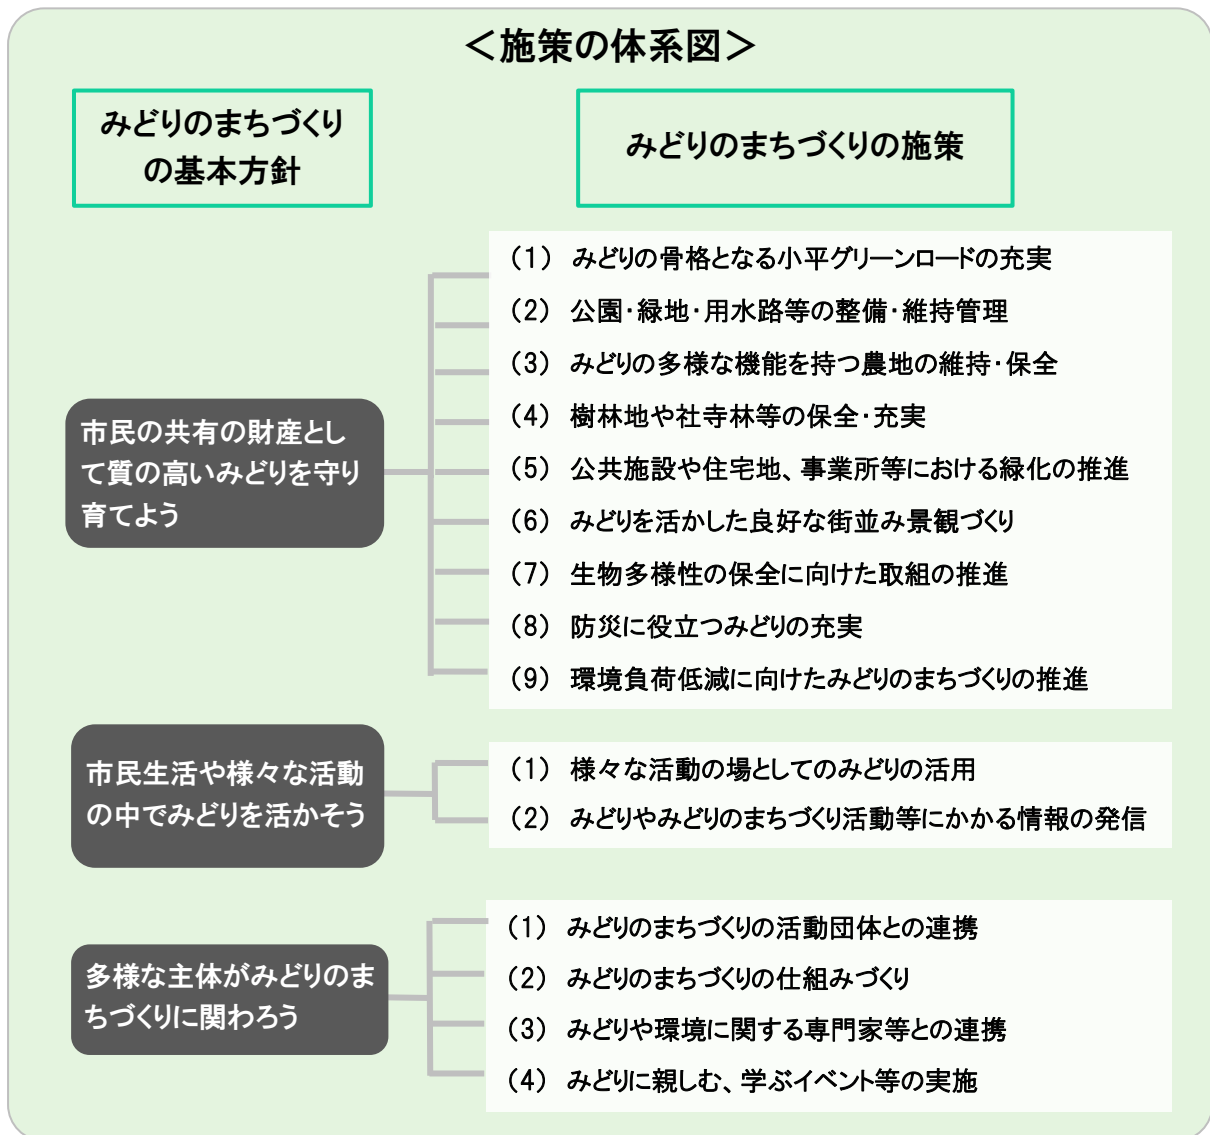 ＜施策の体系図＞
みどりのまちづくり
の基本方針
みどりのまちづくりの施策
市民の共有の財産とし
て質の高いみどりを守り
育てよう
（1） みどりの骨格となる小平グリーンロードの充実
（2） 公園・緑地・用水路等の整備・維持管理
（3） みどりの多様な機能を持つ農地の維持・保全
（4） 樹林地や社寺林等の保全・充実
（5） 公共施設や住宅地、事業所等における緑化の推進
（6） みどりを活かした良好な街並み景観づくり
（7） 生物多様性の保全に向けた取組の推進
（8） 防災に役立つみどりの充実
（9） 環境負荷低減に向けたみどりのまちづくりの推進
市民生活や様々な活動
の中でみどりを活かそう
（1） 様々な活動の場としてのみどりの活用
（2） みどりやみどりのまちづくり活動等にかかる情報の発信
多様な主体がみどりのま
ちづくりに関わろう
（1） みどりのまちづくりの活動団体との連携
（2） みどりのまちづくりの仕組みづくり
（3） みどりや環境に関する専門家等との連携
（4） みどりに親しむ、学ぶイベント等の実施